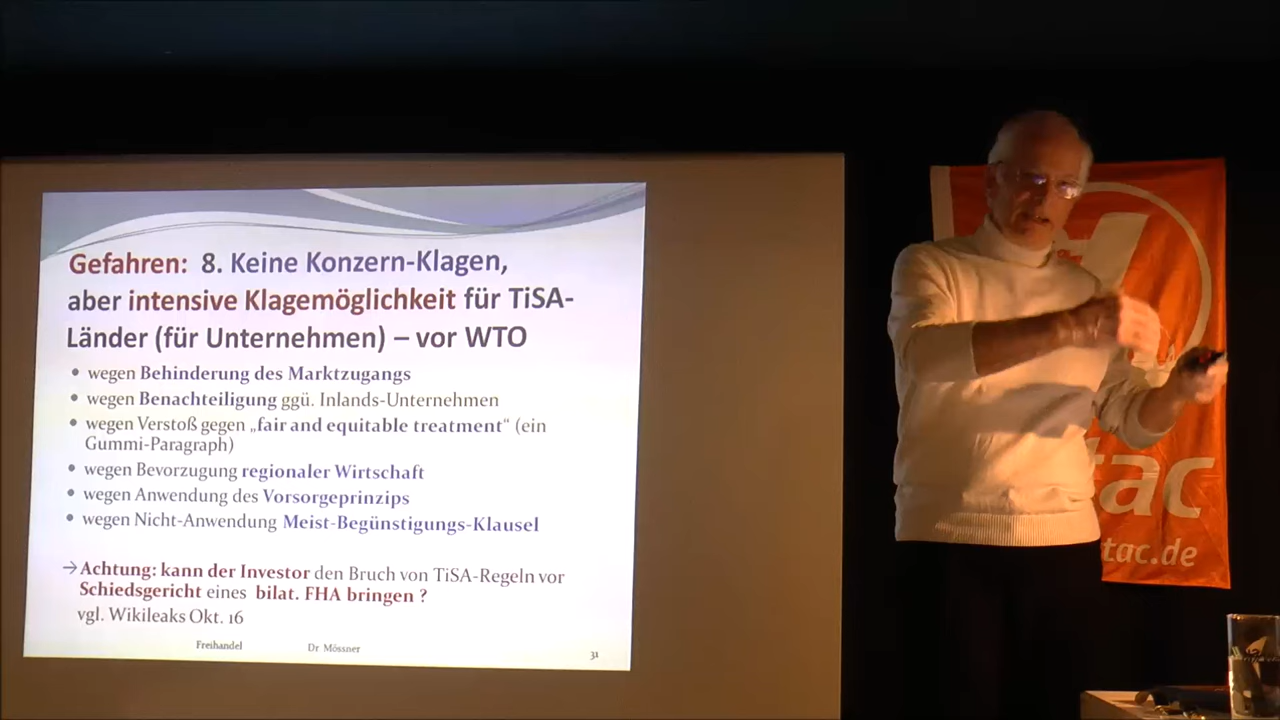 Gefahren: 8. Keine Konzern-Klagen,
aber intensive Klagemöglichkeit für TiSA-
Länder (für Unternehmen) – vor WTO
• wegen Behinderung des Marktzugangs
• wegen Benachteiligung ggü. Inlands-Unternehmen
• wegen Verstoß gegen „fair and equitable treatment“ (ein
Gummi-Paragraph)
• wegen Bevorzugung regionaler Wirtschaft
• wegen Anwendung des Vorsorgeprinzips
• wegen Nicht-Anwendung Meist-Begünstigungs-Klausel
→ Achtung: kann der Investor den Bruch von TiSA-Regeln vor
Schiedsgericht eines bilat. FHA bringen ?
vgl. Wikileaks Okt. 16
Freihandel Dr Mössner 31
tac
tac.de